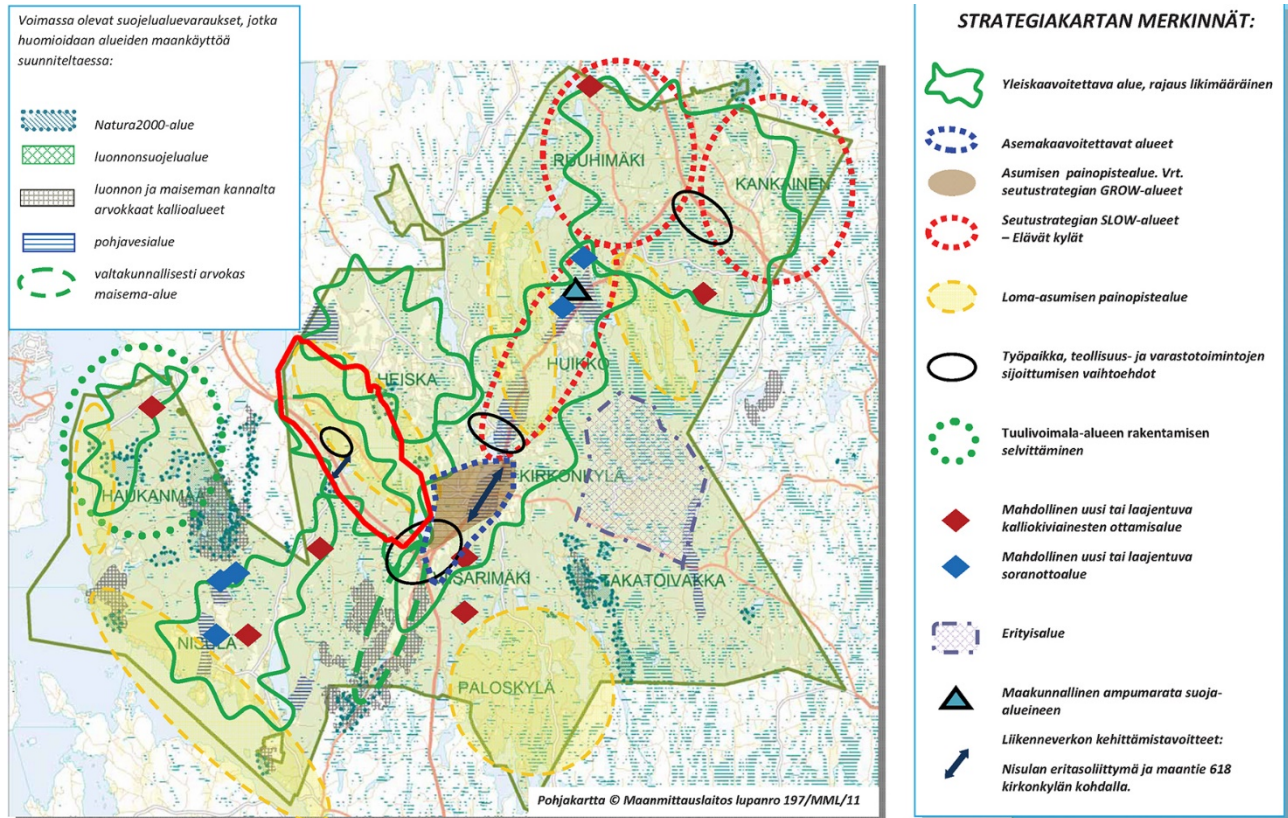 Voimassa olevat suojelualuevaraukset, jotka
huomioidaan alueiden maankäyttöä
suunniteltaessa:
Natura2000-alue
luonnonsuojelualue
luonnon ja maiseman kannalta
arvokkaat kallioalueet
pohjavesialue
valtakunnallisesti arvokas
maisema-alue
RUUHIMÄKI
KANKAINEN
HUIKKO
HEISKA
KIRKONKYLÄ
HAUKANMAA
SARIMÄKI
TAKATOIVAKKA
NISULA
PALOSKYLÄ
Pohjakartta © Maanmittauslaitos lupanro 197/MML/11
STRATEGIAKARTAN MERKINNÄT:
Yleiskaavoitettava alue, rajaus likimääräinen
Asemakaavoitettavat alueet
Asumisen painopistealue. Vrt.
seutustrategian GROW-alueet
Seutustrategian SLOW-alueet
– Elävät kylät
Loma-asumisen painopistealue
Työpaikka, teollisuus- ja varastotoimintojen
sijoittumisen vaihtoehdot
Tuulivoimala-alueen rakentamisen
selvittäminen
Mahdollinen uusi tai laajentuva
kalliokiviainesten ottamisalue
Mahdollinen uusi tai laajentuva
soranottoalue
Erityisalue
Maakunnallinen ampumarata suoja-
alueineen
Liikenneverkon kehittämistavoitteet:
Nisulan eritasoliittymä ja maantie 618
kirkonkylän kohdalla.